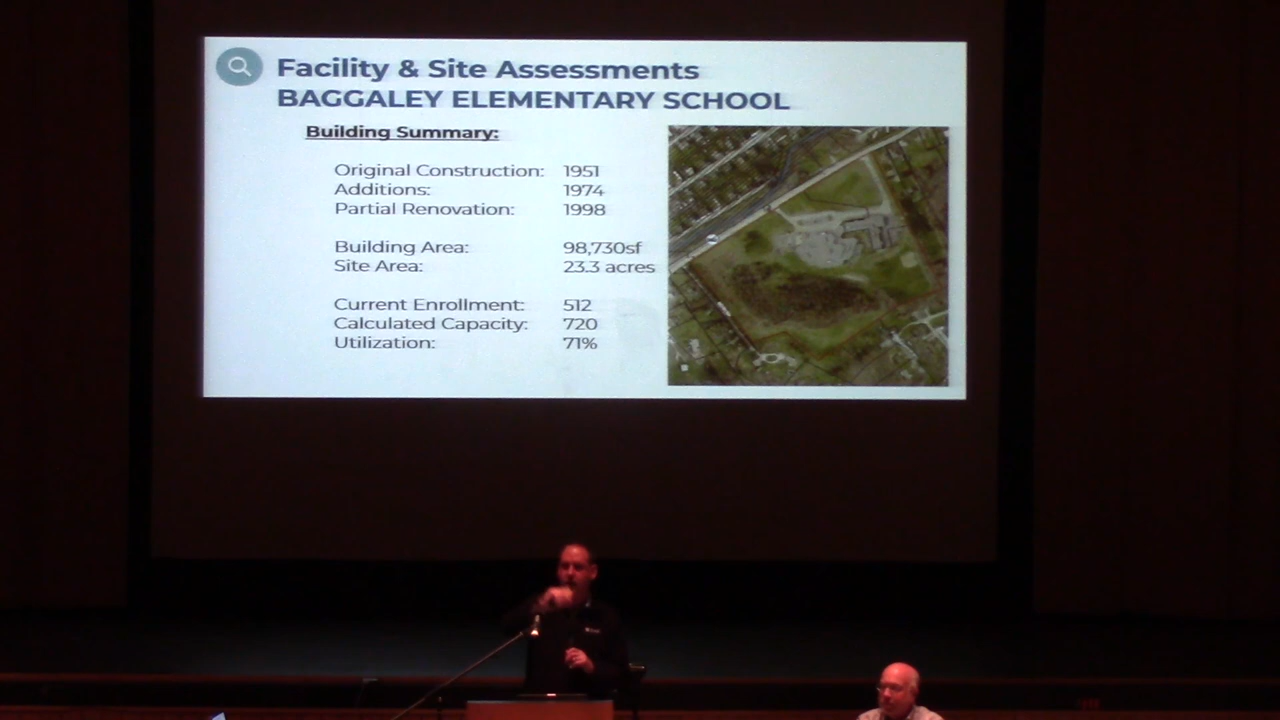 Facility & Site Assessments
BAGGALEY ELEMENTARY SCHOOL
Building Summary:
Original Construction: 1951
Additions: 1974
Partial Renovation: 1998
Building Area: 98,730sf
Site Area: 23.3 acres
Current Enrollment: 512
Calculated Capacity: 720
Utilization: 71%